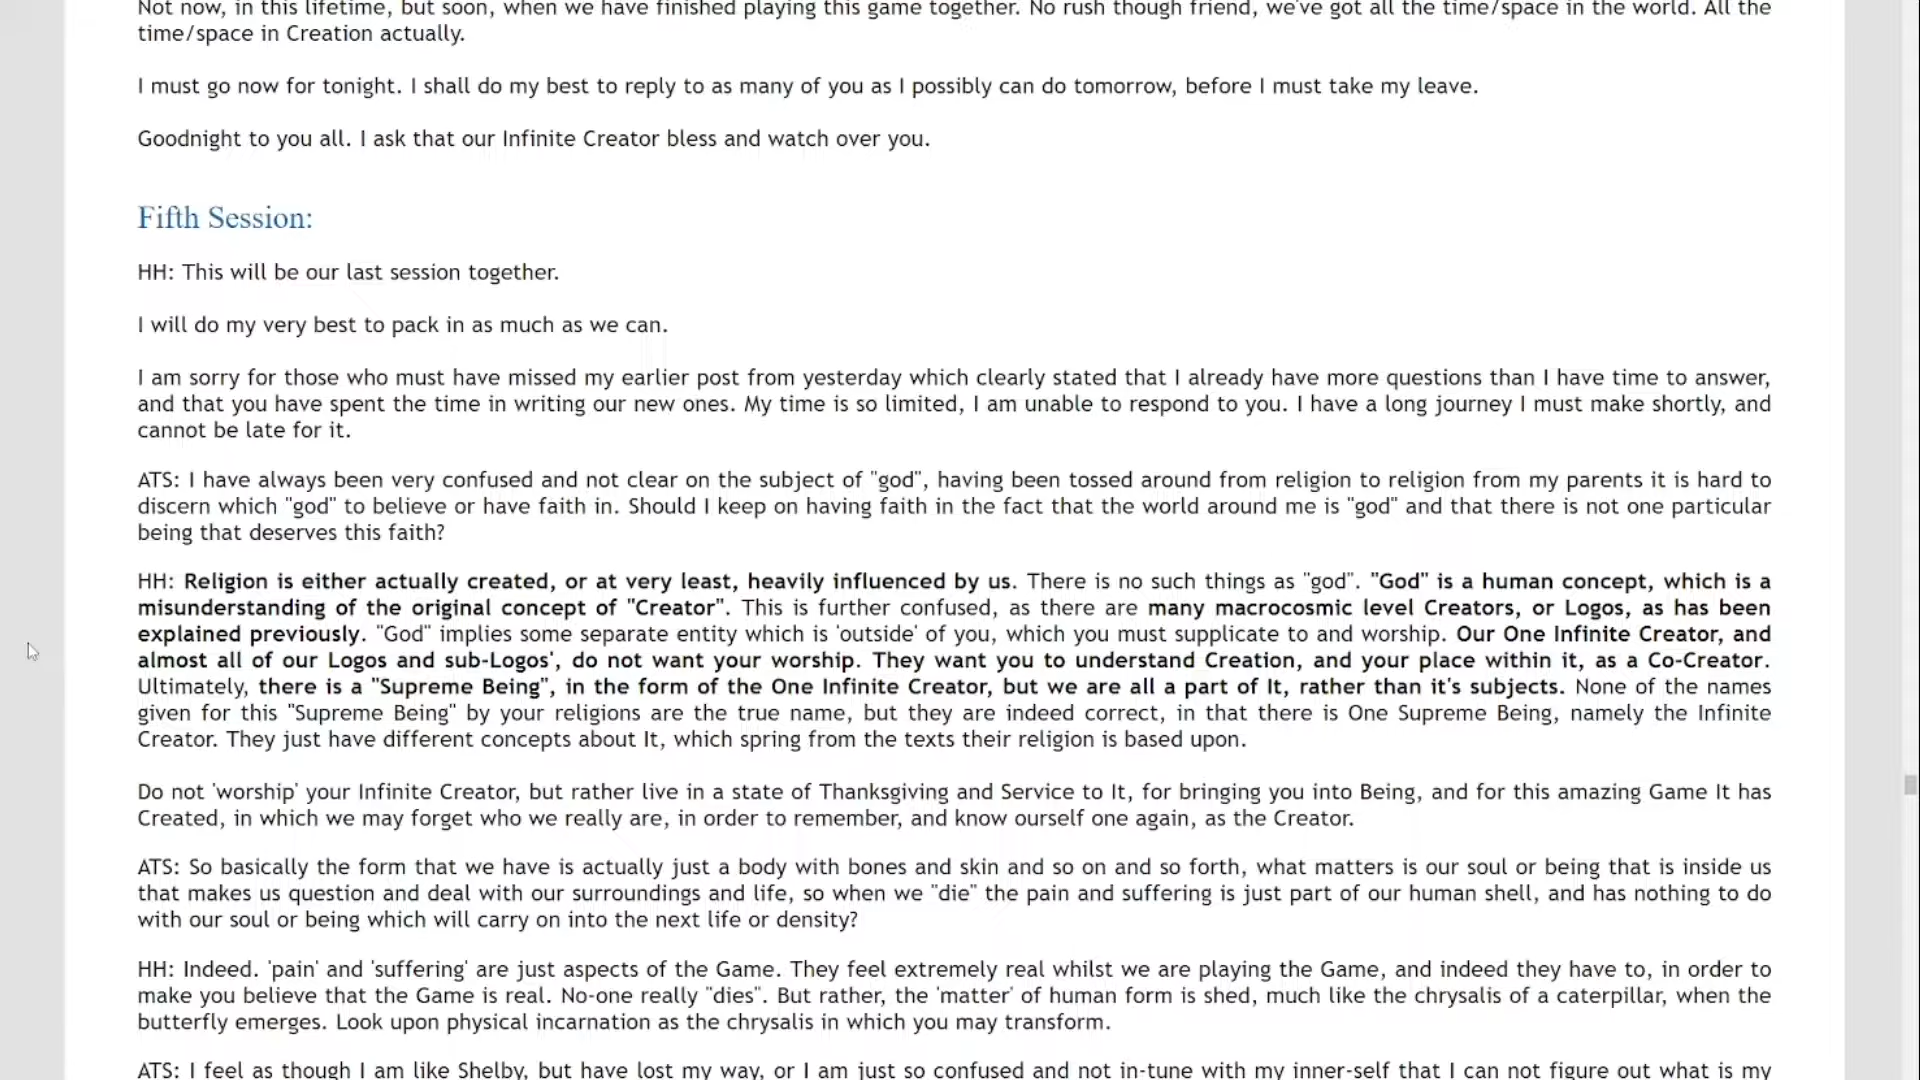 Not now, in this lifetime, but soon, when we have finished playing this game together. No rush though friend, we've got all the time/space in the world. All the
time/space in Creation actually.
I must go now for tonight. I shall do my best to reply to as many of you as I possibly can do tomorrow, before I must take my leave.
Goodnight to you all. I ask that our Infinite Creator bless and watch over you.
Fifth Session:
HH: This will be our last session together.
I will do my very best to pack in as much as we can.
I am sorry for those who must have missed my earlier post from yesterday which clearly stated that I already have more questions than I have time to answer,
and that you have spent the time in writing our new ones. My time is so limited, I am unable to respond to you. I have a long journey I must make shortly, and
cannot be late for it.
ATS: I have always been very confused and not clear on the subject of "god", having been tossed around from religion to religion from my parents it is hard to
discern which "god" to believe or have faith in. Should I keep on having faith in the fact that the world around me is "god" and that there is not one particular
being that deserves this faith?
HH: Religion is either actually created, or at very least, heavily influenced by us. There is no such things as "god". "God" is a human concept, which is a
misunderstanding of the original concept of "Creator". This is further confused, as there are many macrocosmic level Creators, or Logos, as has been
explained previously. "God" implies some separate entity which is 'outside' of you, which you must supplicate to and worship. Our One Infinite Creator, and
almost all of our Logos and sub-Logos', do not want your worship. They want you to understand Creation, and your place within it, as a Co-Creator.
Ultimately, there is a "Supreme Being", in the form of the One Infinite Creator, but we are all a part of It, rather than it's subjects. None of the names
given for this "Supreme Being" by your religions are the true name, but they are indeed correct, in that there is One Supreme Being, namely the Infinite
Creator. They just have different concepts about It, which spring from the texts their religion is based upon.
Do not 'worship' your Infinite Creator, but rather live in a state of Thanksgiving and Service to It, for bringing you into Being, and for this amazing Game It has
Created, in which we may forget who we really are, in order to remember, and know ourself one again, as the Creator.
ATS: So basically the form that we have is actually just a body with bones and skin and so on and so forth, what matters is our soul or being that is inside us
that makes us question and deal with our surroundings and life, so when we "die" the pain and suffering is just part of our human shell, and has nothing to do
with our soul or being which will carry on into the next life or density?
HH: Indeed. 'pain' and 'suffering' are just aspects of the Game. They feel extremely real whilst we are playing the Game, and indeed they have to, in order to
make you believe that the Game is real. No-one really "dies". But rather, the 'matter' of human form is shed, much like the chrysalis of a caterpillar, when the
butterfly emerges. Look upon physical incarnation as the chrysalis in which you may transform.
ATS: I feel as though I am like Shelby, but have lost my way, or I am just so confused and not in-tune with my inner-self that I can not figure out what is my